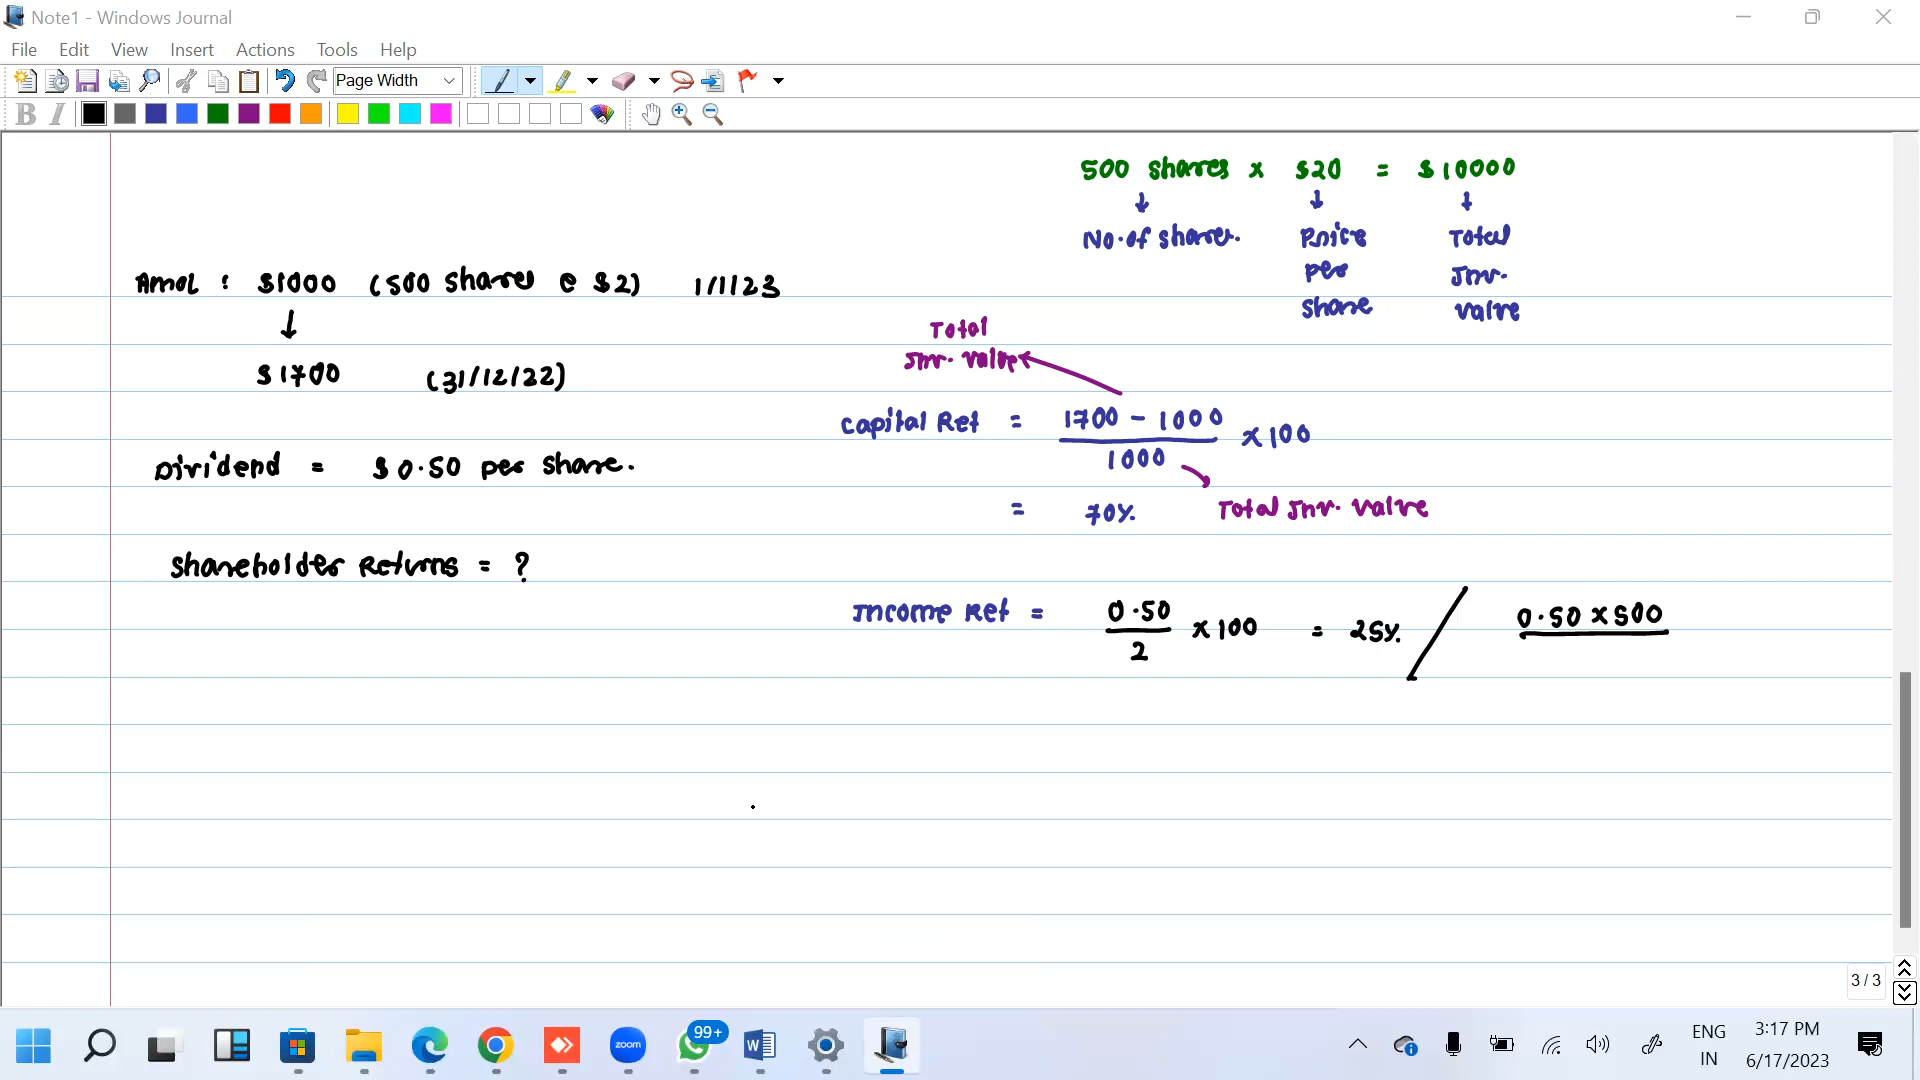 Note1 - Windows Journal
File Edit View Insert Actions Tools Help
Page Width
B I
500 shares x $20 = $10000
↓ ↓ ↓
No. of shares. Price per share Total Inv. value
Amol : $1000 (500 shares @ $2) 1/1/23
↓
$1700 (31/12/22)
Dividend = $0.50 per share.
Shareholder Returns = ?
Total
Inv. value
Capital Ret = 1700 - 1000 / 1000 x 100
= 70%
Total Inv. value
Income Ret = 0.50 / 2 x 100 = 25% / 0.50 x 500
3 / 3
99+
zoom
ENG
IN
3:17 PM
6/17/2023